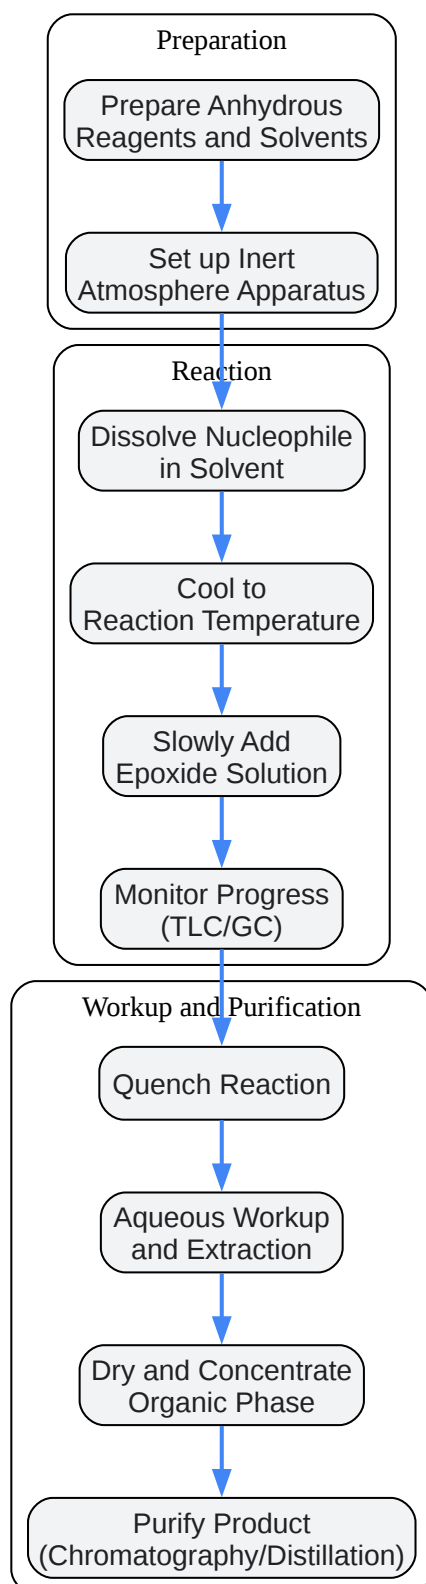 Preparation
Prepare Anhydrous
Reagents and Solvents
Set up Inert
Atmosphere Apparatus
Reaction
Dissolve Nucleophile
in Solvent
Cool to
Reaction Temperature
Slowly Add
Epoxide Solution
Monitor Progress
(TLC/GC)
Workup and Purification
Quench Reaction
Aqueous Workup
and Extraction
Dry and Concentrate
Organic Phase
Purify Product
(Chromatography/Distillation)